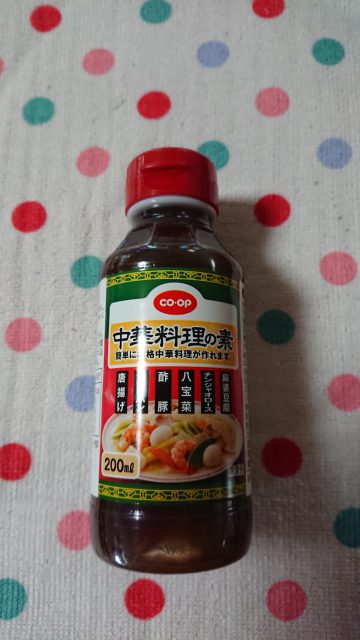 co·op
中華料理の素
簡単に本格中華料理が作れます。
麻婆豆腐
チンジャオロース
八宝菜
酢豚
唐揚げ
200ml